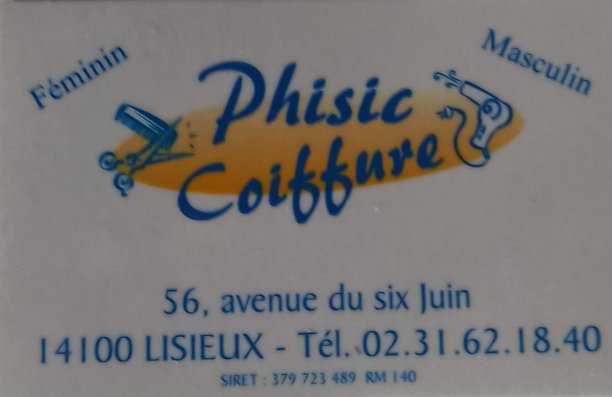 Féminin
Masculin
Phisic
Coiffure
56, avenue du six Juin
14100 LISIEUX - Tél. 02.31.62.18.40
SIRET : 379 723 489 RM 140